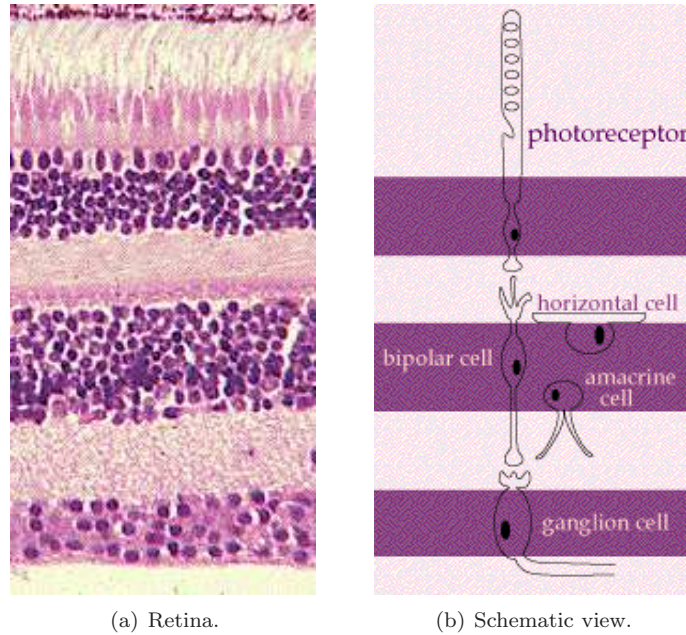 photoreceptor
horizontal cell
bipolar cell
amacrine
cell
ganglion cell
(a) Retina.
(b) Schematic view.